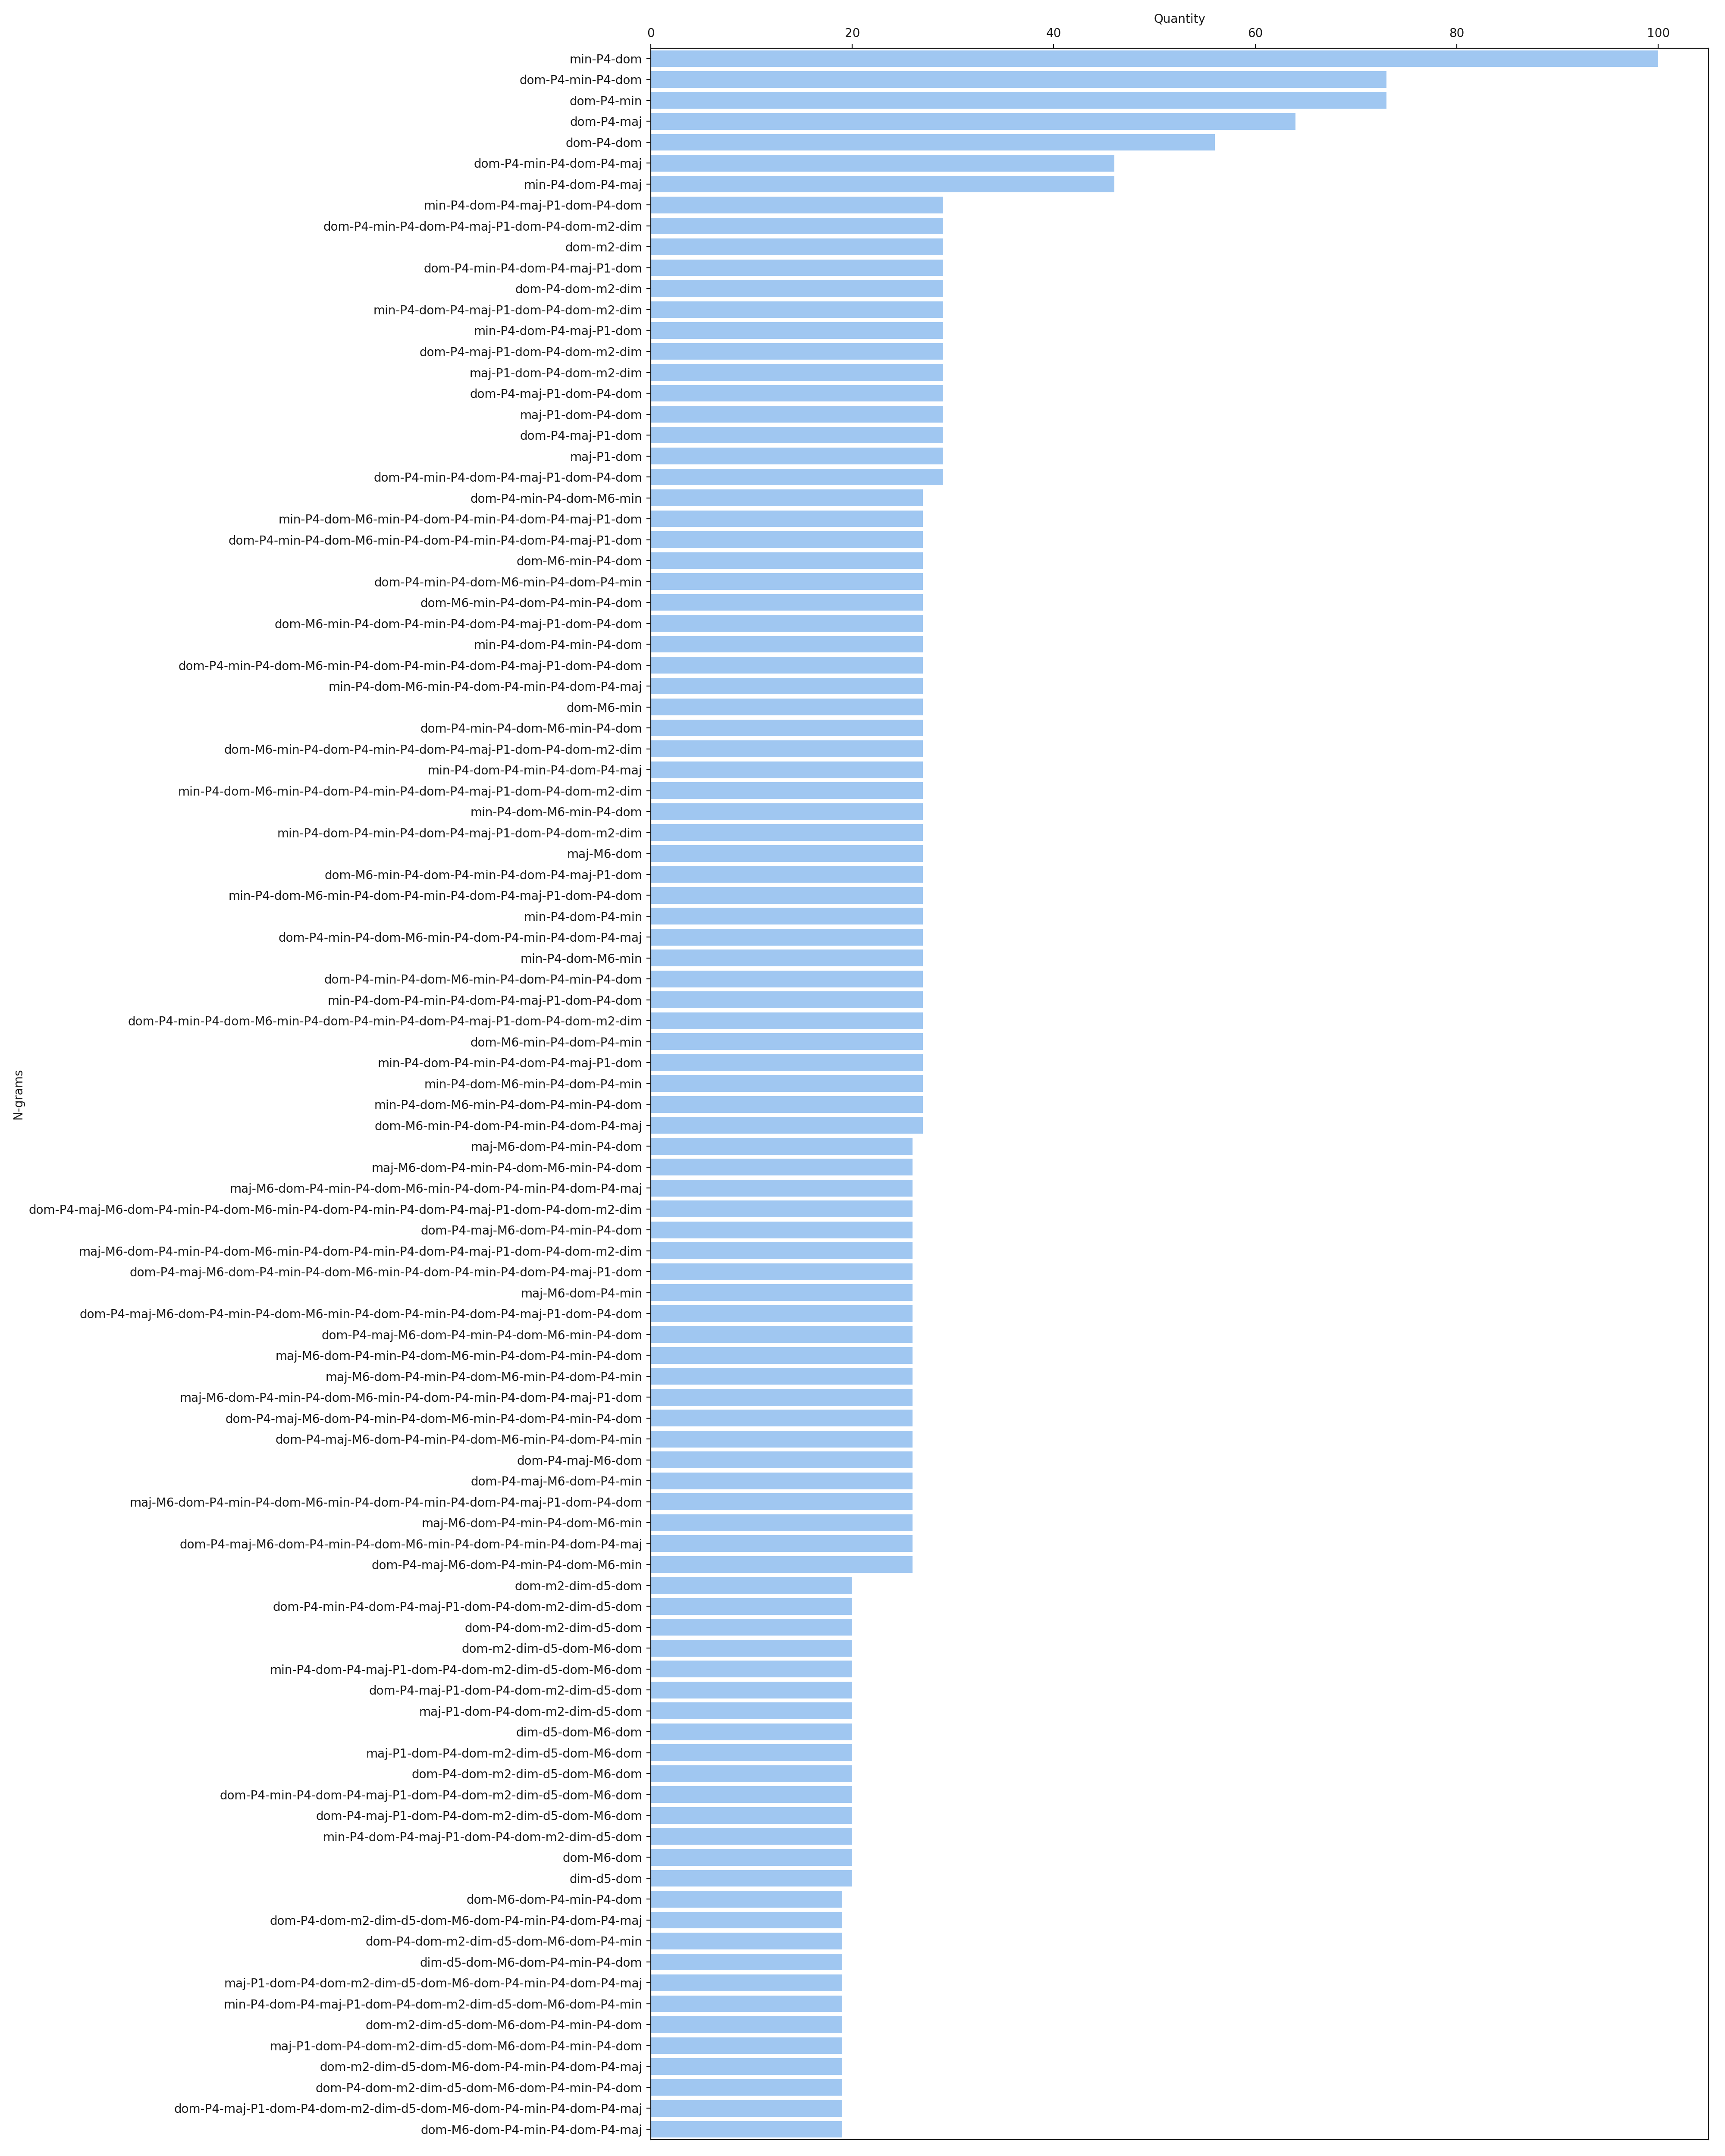 Quantity
0 20 40 60 80 100
min-P4-dom
dom-P4-min-P4-dom
dom-P4-min
dom-P4-maj
dom-P4-dom
dom-P4-min-P4-dom-P4-maj
min-P4-dom-P4-maj
min-P4-dom-P4-maj-P1-dom-P4-dom
dom-P4-min-P4-dom-P4-maj-P1-dom-P4-dom-m2-dim
dom-m2-dim
dom-P4-min-P4-dom-P4-maj-P1-dom
dom-P4-dom-m2-dim
min-P4-dom-P4-maj-P1-dom-P4-dom-m2-dim
min-P4-dom-P4-maj-P1-dom
dom-P4-maj-P1-dom-P4-dom-m2-dim
maj-P1-dom-P4-dom-m2-dim
dom-P4-maj-P1-dom-P4-dom
maj-P1-dom-P4-dom
dom-P4-maj-P1-dom
maj-P1-dom
dom-P4-min-P4-dom-P4-maj-P1-dom-P4-dom
dom-P4-min-P4-dom-M6-min
min-P4-dom-M6-min-P4-dom-P4-min-P4-dom-P4-maj-P1-dom
dom-P4-min-P4-dom-M6-min-P4-dom-P4-min-P4-dom-P4-maj-P1-dom
dom-M6-min-P4-dom
dom-P4-min-P4-dom-M6-min-P4-dom-P4-min
dom-M6-min-P4-dom-P4-min-P4-dom
dom-M6-min-P4-dom-P4-min-P4-dom-P4-maj-P1-dom-P4-dom
min-P4-dom-P4-min-P4-dom
dom-P4-min-P4-dom-M6-min-P4-dom-P4-min-P4-dom-P4-maj-P1-dom-P4-dom
min-P4-dom-M6-min-P4-dom-P4-min-P4-dom-P4-maj
dom-M6-min
dom-P4-min-P4-dom-M6-min-P4-dom
dom-M6-min-P4-dom-P4-min-P4-dom-P4-maj-P1-dom-P4-dom-m2-dim
min-P4-dom-P4-min-P4-dom-P4-maj
min-P4-dom-M6-min-P4-dom-P4-min-P4-dom-P4-maj-P1-dom-P4-dom-m2-dim
min-P4-dom-M6-min-P4-dom
min-P4-dom-P4-min-P4-dom-P4-maj-P1-dom-P4-dom-m2-dim
maj-M6-dom
dom-M6-min-P4-dom-P4-min-P4-dom-P4-maj-P1-dom
min-P4-dom-M6-min-P4-dom-P4-min-P4-dom-P4-maj-P1-dom-P4-dom
min-P4-dom-P4-min
dom-P4-min-P4-dom-M6-min-P4-dom-P4-min-P4-dom-P4-maj
min-P4-dom-M6-min
dom-P4-min-P4-dom-M6-min-P4-dom-P4-min-P4-dom
min-P4-dom-P4-min-P4-dom-P4-maj-P1-dom-P4-dom
dom-P4-min-P4-dom-M6-min-P4-dom-P4-min-P4-dom-P4-maj-P1-dom-P4-dom-m2-dim
dom-M6-min-P4-dom-P4-min
min-P4-dom-P4-min-P4-dom-P4-maj-P1-dom
min-P4-dom-M6-min-P4-dom-P4-min
min-P4-dom-M6-min-P4-dom-P4-min-P4-dom
dom-M6-min-P4-dom-P4-min-P4-dom-P4-maj
maj-M6-dom-P4-min-P4-dom
maj-M6-dom-P4-min-P4-dom-M6-min-P4-dom
maj-M6-dom-P4-min-P4-dom-M6-min-P4-dom-P4-min-P4-dom-P4-maj
dom-P4-maj-M6-dom-P4-min-P4-dom-M6-min-P4-dom-P4-min-P4-dom-P4-maj-P1-dom-P4-dom-m2-dim
dom-P4-maj-M6-dom-P4-min-P4-dom
maj-M6-dom-P4-min-P4-dom-M6-min-P4-dom-P4-min-P4-dom-P4-maj-P1-dom-P4-dom-m2-dim
dom-P4-maj-M6-dom-P4-min-P4-dom-M6-min-P4-dom-P4-min-P4-dom-P4-maj-P1-dom
maj-M6-dom-P4-min
dom-P4-maj-M6-dom-P4-min-P4-dom-M6-min-P4-dom-P4-min-P4-dom-P4-maj-P1-dom-P4-dom
dom-P4-maj-M6-dom-P4-min-P4-dom-M6-min-P4-dom
maj-M6-dom-P4-min-P4-dom-M6-min-P4-dom-P4-min-P4-dom
maj-M6-dom-P4-min-P4-dom-M6-min-P4-dom-P4-min
maj-M6-dom-P4-min-P4-dom-M6-min-P4-dom-P4-min-P4-dom-P4-maj-P1-dom
dom-P4-maj-M6-dom-P4-min-P4-dom-M6-min-P4-dom-P4-min-P4-dom
dom-P4-maj-M6-dom-P4-min-P4-dom-M6-min-P4-dom-P4-min
dom-P4-maj-M6-dom
dom-P4-maj-M6-dom-P4-min
maj-M6-dom-P4-min-P4-dom-M6-min-P4-dom-P4-min-P4-dom-P4-maj-P1-dom-P4-dom
maj-M6-dom-P4-min-P4-dom-M6-min
dom-P4-maj-M6-dom-P4-min-P4-dom-M6-min-P4-dom-P4-min-P4-dom-P4-maj
dom-P4-maj-M6-dom-P4-min-P4-dom-M6-min
dom-m2-dim-d5-dom
dom-P4-min-P4-dom-P4-maj-P1-dom-P4-dom-m2-dim-d5-dom
dom-P4-dom-m2-dim-d5-dom
dom-m2-dim-d5-dom-M6-dom
min-P4-dom-P4-maj-P1-dom-P4-dom-m2-dim-d5-dom-M6-dom
dom-P4-maj-P1-dom-P4-dom-m2-dim-d5-dom
maj-P1-dom-P4-dom-m2-dim-d5-dom
dim-d5-dom-M6-dom
maj-P1-dom-P4-dom-m2-dim-d5-dom-M6-dom
dom-P4-dom-m2-dim-d5-dom-M6-dom
dom-P4-min-P4-dom-P4-maj-P1-dom-P4-dom-m2-dim-d5-dom-M6-dom
dom-P4-maj-P1-dom-P4-dom-m2-dim-d5-dom-M6-dom
min-P4-dom-P4-maj-P1-dom-P4-dom-m2-dim-d5-dom
dom-M6-dom
dim-d5-dom
dom-M6-dom-P4-min-P4-dom
dom-P4-dom-m2-dim-d5-dom-M6-dom-P4-min-P4-dom-P4-maj
dom-P4-dom-m2-dim-d5-dom-M6-dom-P4-min
dim-d5-dom-M6-dom-P4-min-P4-dom
maj-P1-dom-P4-dom-m2-dim-d5-dom-M6-dom-P4-min-P4-dom-P4-maj
min-P4-dom-P4-maj-P1-dom-P4-dom-m2-dim-d5-dom-M6-dom-P4-min
dom-m2-dim-d5-dom-M6-dom-P4-min-P4-dom
maj-P1-dom-P4-dom-m2-dim-d5-dom-M6-dom-P4-min-P4-dom
dom-m2-dim-d5-dom-M6-dom-P4-min-P4-dom-P4-maj
dom-P4-dom-m2-dim-d5-dom-M6-dom-P4-min-P4-dom
dom-P4-maj-P1-dom-P4-dom-m2-dim-d5-dom-M6-dom-P4-min-P4-dom-P4-maj
dom-M6-dom-P4-min-P4-dom-P4-maj
N-grams